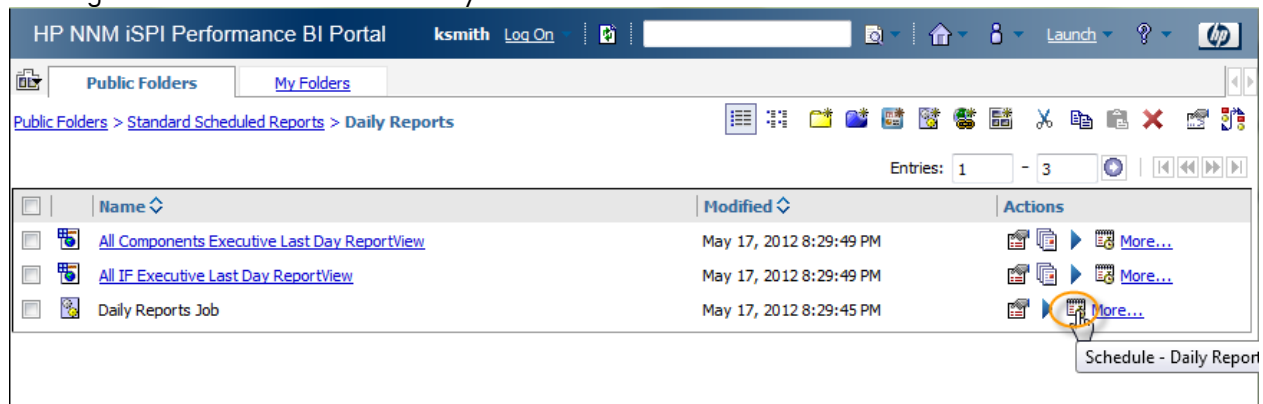 HP NNM iSPI Performance BI Portal ksmith Log On Launch hp
Public Folders My Folders
Public Folders > Standard Scheduled Reports > Daily Reports
Entries: 1 - 3
Name Modified Actions
All Components Executive Last Day ReportView May 17, 2012 8:29:49 PM More...
All IF Executive Last Day ReportView May 17, 2012 8:29:49 PM More...
Daily Reports Job May 17, 2012 8:29:45 PM More...
Schedule - Daily Report